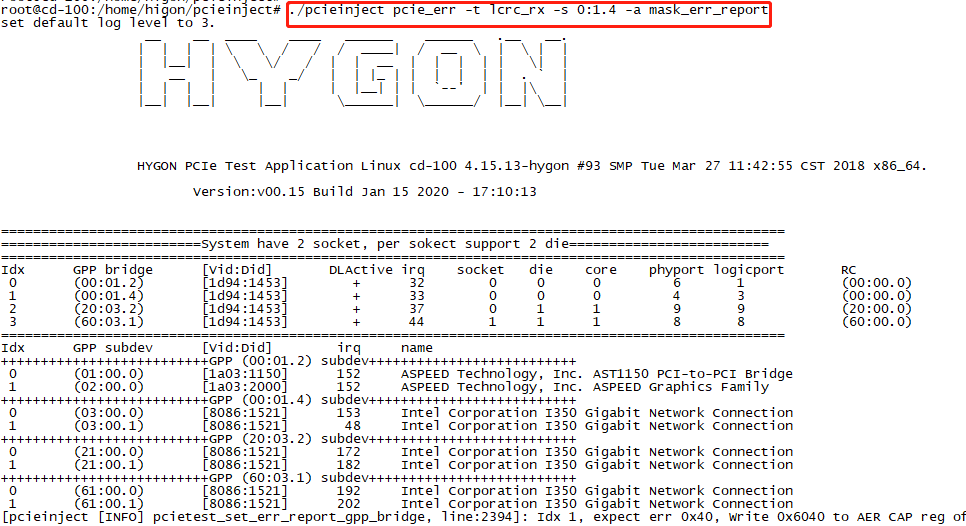 root@cd-100:/home/higon/pcieinject# ./pcieinject pcie_err -t lcrc_rx -s 0:1.4 -a mask_err_report
set default log level to 3.
HYGON
HYGON PCIe Test Application Linux cd-100 4.15.13-hygon #93 SMP Tue Mar 27 11:42:55 CST 2018 x86_64.
Version:v00.15 Build Jan 15 2020 - 17:10:13
=========================System have 2 socket, per sokect support 2 die=========================
Idx GPP bridge [Vid:Did] DLActive irq socket die core phyport logicport RC
0 (00:01.2) [1d94:1453] + 32 0 0 0 6 1 (00:00.0)
1 (00:01.4) [1d94:1453] + 33 0 0 0 4 3 (00:00.0)
2 (20:03.2) [1d94:1453] + 37 0 1 1 9 9 (20:00.0)
3 (60:03.1) [1d94:1453] + 44 1 1 1 8 8 (60:00.0)
Idx GPP subdev [Vid:Did] irq name
++++++++++++++++++++++++++GPP (00:01.2) subdev++++++++++++++++++++++++++
0 (01:00.0) [1a03:1150] 152 ASPEED Technology, Inc. AST1150 PCI-to-PCI Bridge
1 (02:00.0) [1a03:2000] 152 ASPEED Technology, Inc. ASPEED Graphics Family
++++++++++++++++++++++++++GPP (00:01.4) subdev++++++++++++++++++++++++++
0 (03:00.0) [8086:1521] 153 Intel Corporation I350 Gigabit Network Connection
1 (03:00.1) [8086:1521] 48 Intel Corporation I350 Gigabit Network Connection
++++++++++++++++++++++++++GPP (20:03.2) subdev++++++++++++++++++++++++++
0 (21:00.0) [8086:1521] 172 Intel Corporation I350 Gigabit Network Connection
1 (21:00.1) [8086:1521] 182 Intel Corporation I350 Gigabit Network Connection
++++++++++++++++++++++++++GPP (60:03.1) subdev++++++++++++++++++++++++++
0 (61:00.0) [8086:1521] 192 Intel Corporation I350 Gigabit Network Connection
1 (61:00.1) [8086:1521] 202 Intel Corporation I350 Gigabit Network Connection
[pcieinject [INFO] pcietest_set_err_report_gpp_bridge, line:2394]: Idx 1, expect err 0x40, Write 0x6040 to AER CAP reg of